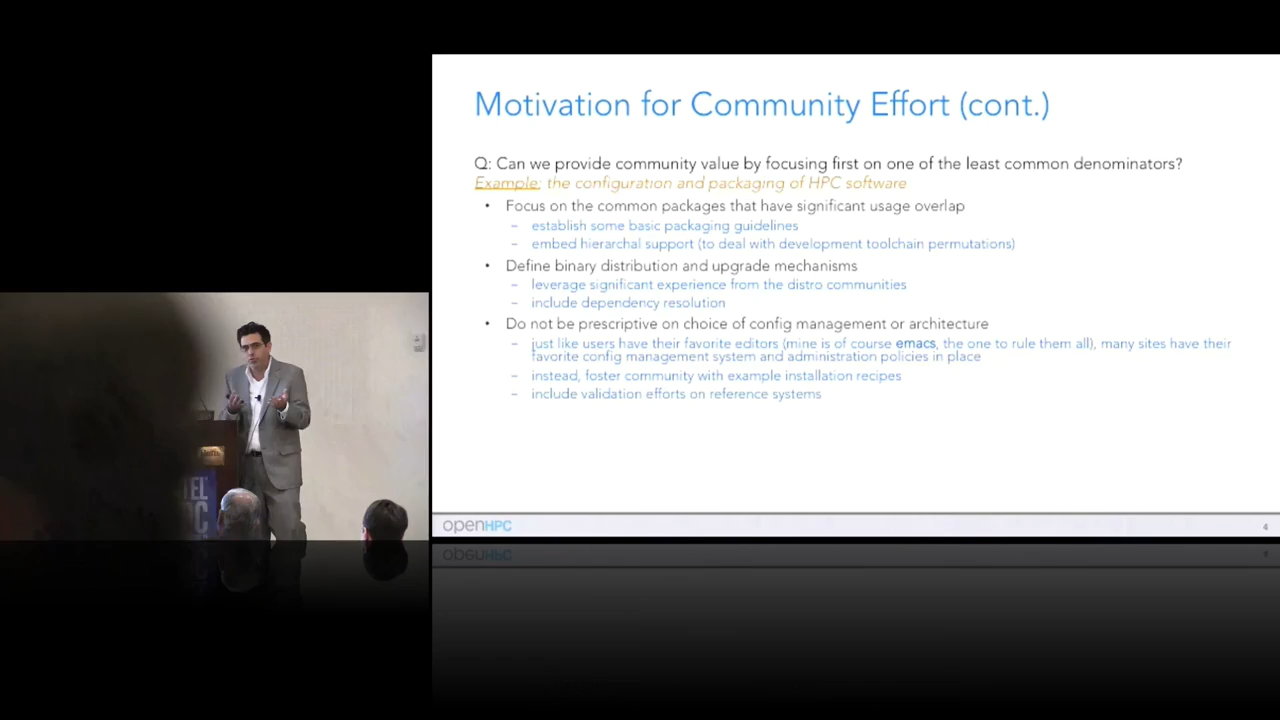 Motivation for Community Effort (cont.)
Q: Can we provide community value by focusing first on one of the least common denominators?
Example: the configuration and packaging of HPC software
• Focus on the common packages that have significant usage overlap
– establish some basic packaging guidelines
– embed hierarchal support (to deal with development toolchain permutations)
• Define binary distribution and upgrade mechanisms
– leverage significant experience from the distro communities
– include dependency resolution
• Do not be prescriptive on choice of config management or architecture
– just like users have their favorite editors (mine is of course emacs, the one to rule them all), many sites have their
favorite config management system and administration policies in place
– instead, foster community with example installation recipes
– include validation efforts on reference systems
openHPC
4